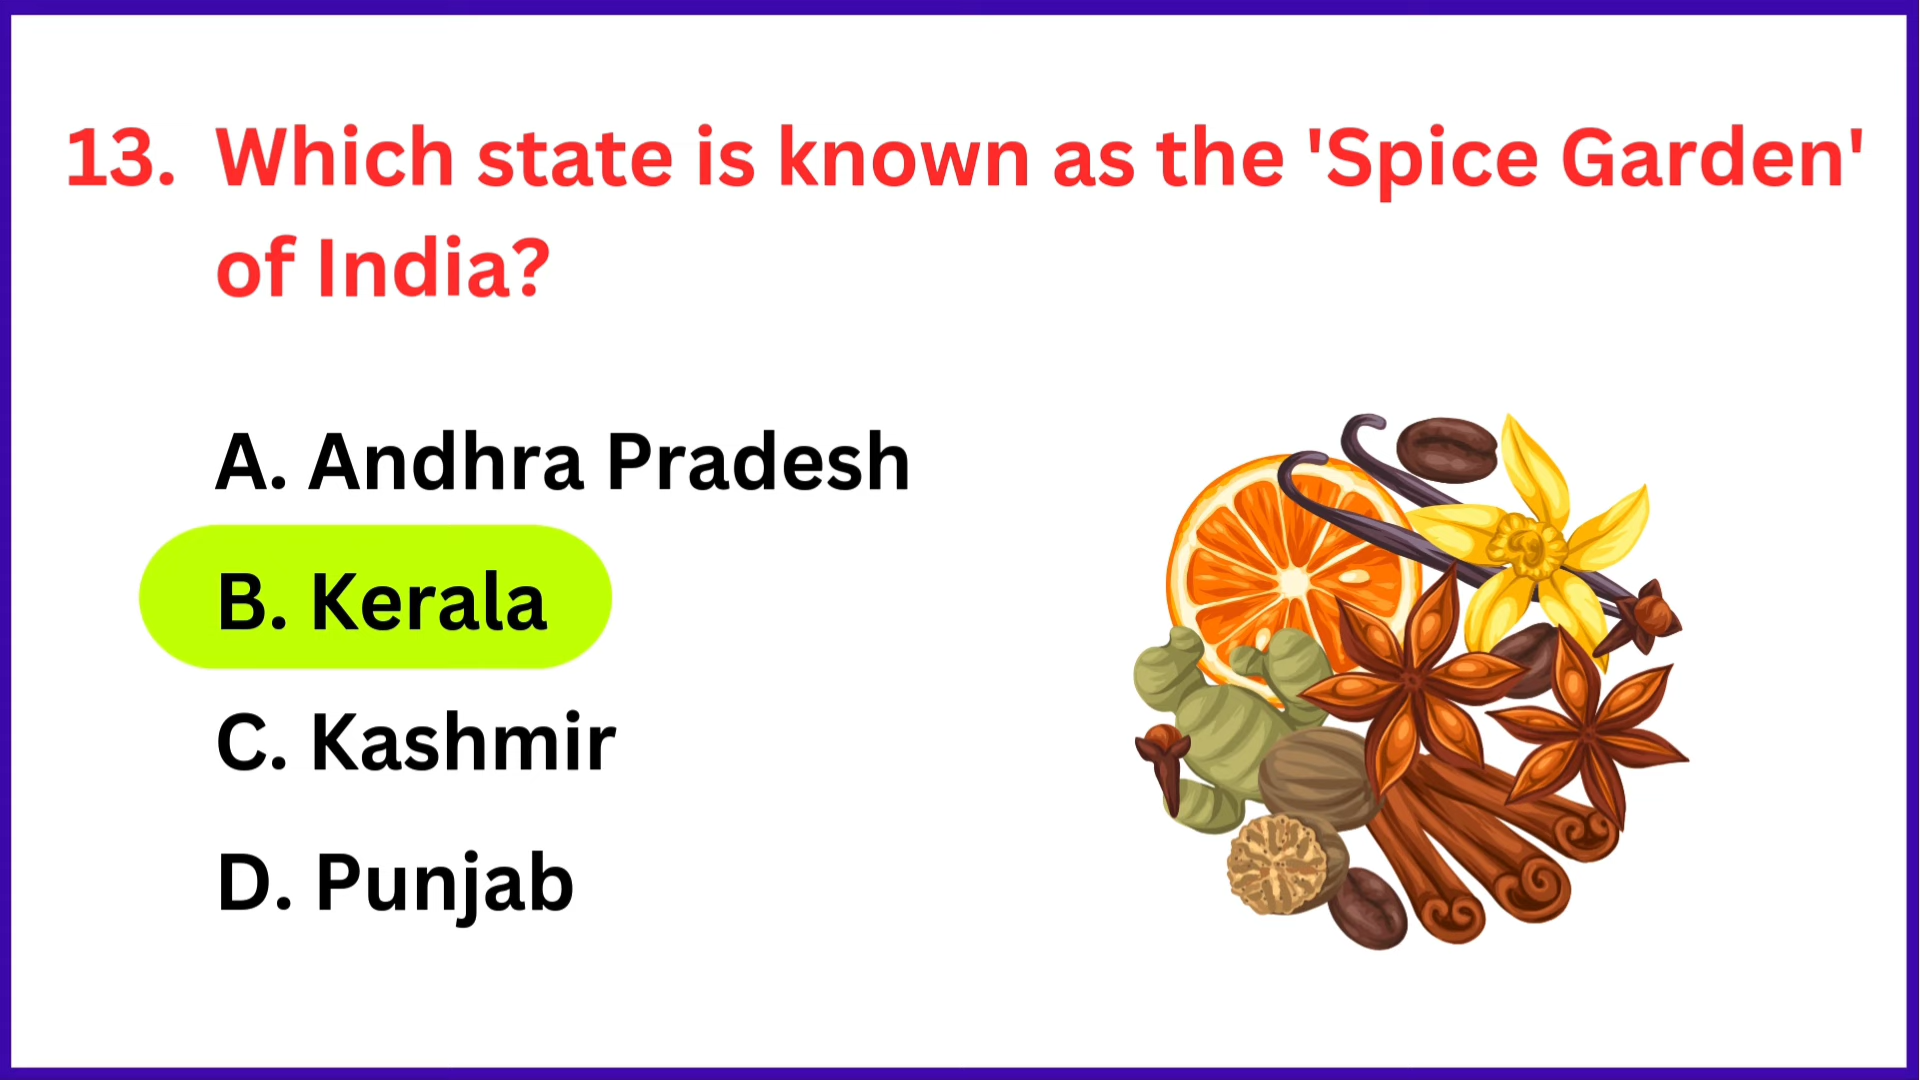 13. Which state is known as the 'Spice Garden'
of India?
A. Andhra Pradesh
B. Kerala
C. Kashmir
D. Punjab